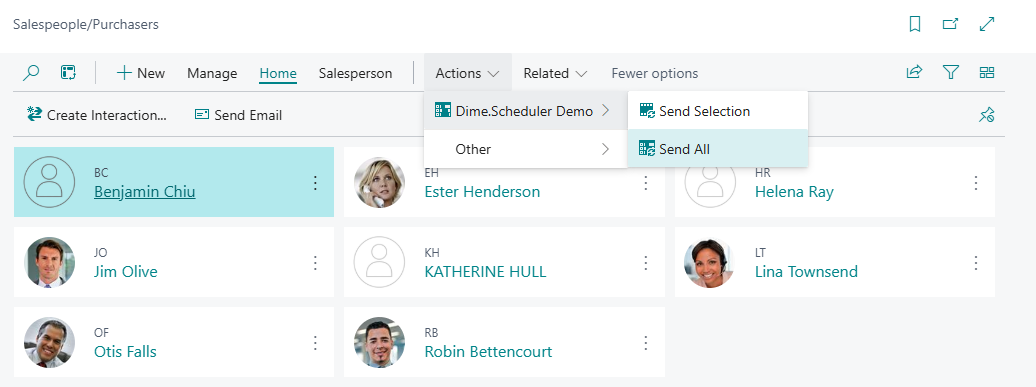 Salespeople/Purchasers
New Manage Home Salesperson Actions Related Fewer options
Create Interaction... Send Email
Dime.Scheduler Demo Send Selection
Other Send All
BC
Benjamin Chiu
EH
Ester Henderson
HR
Helena Ray
JO
Jim Olive
KH
KATHERINE HULL
LT
Lina Townsend
OF
Otis Falls
RB
Robin Bettencourt